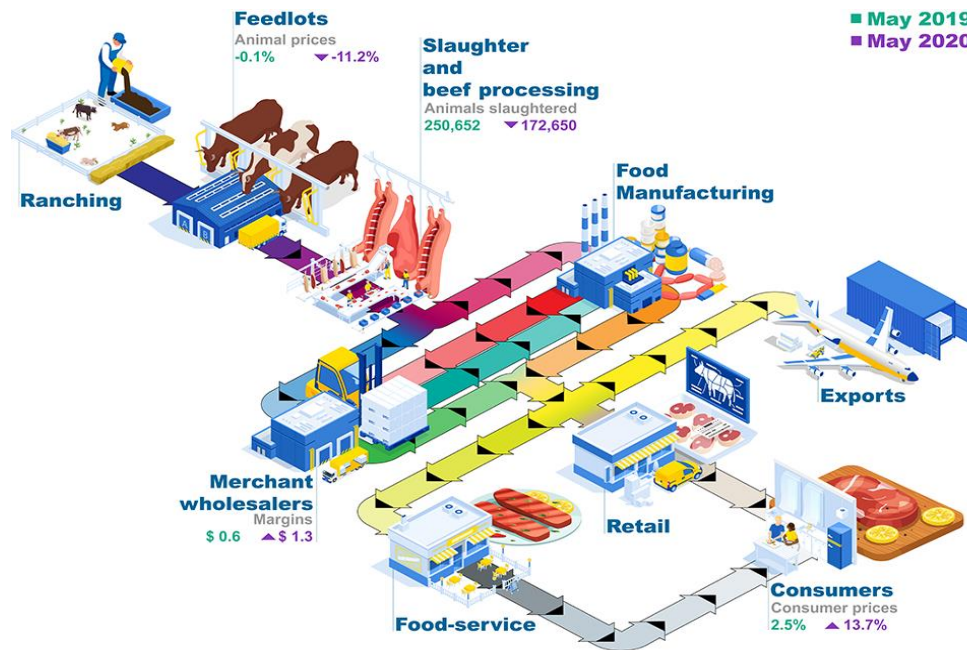 May 2019
May 2020
Feedlots
Animal prices
-0.1% -11.2%
Slaughter
and
beef processing
Animals slaughtered
250,652 172,650
Food
Manufacturing
Ranching
A
B
Exports
Merchant
wholesalers
Margins
$ 0.6 $ 1.3
Retail
Food-service
Consumers
Consumer prices
2.5% 13.7%